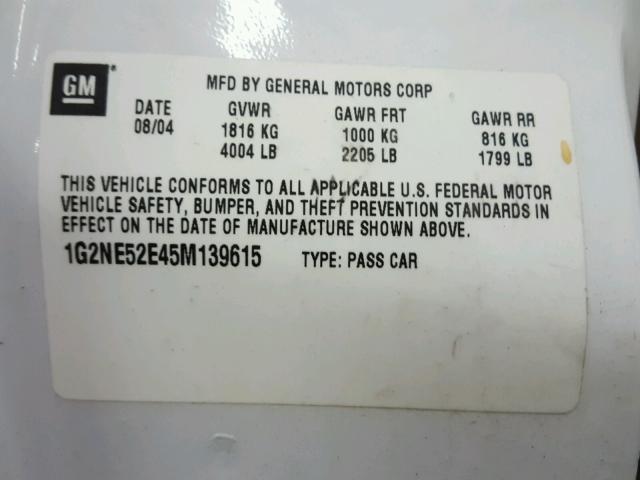 GM
MFD BY GENERAL MOTORS CORP
DATE GVWR GAWR FRT GAWR RR
08/04 1816 KG 1000 KG 816 KG
4004 LB 2205 LB 1799 LB
THIS VEHICLE CONFORMS TO ALL APPLICABLE U.S. FEDERAL MOTOR
VEHICLE SAFETY, BUMPER, AND THEFT PREVENTION STANDARDS IN
EFFECT ON THE DATE OF MANUFACTURE SHOWN ABOVE.
1G2NE52E45M139615 TYPE: PASS CAR